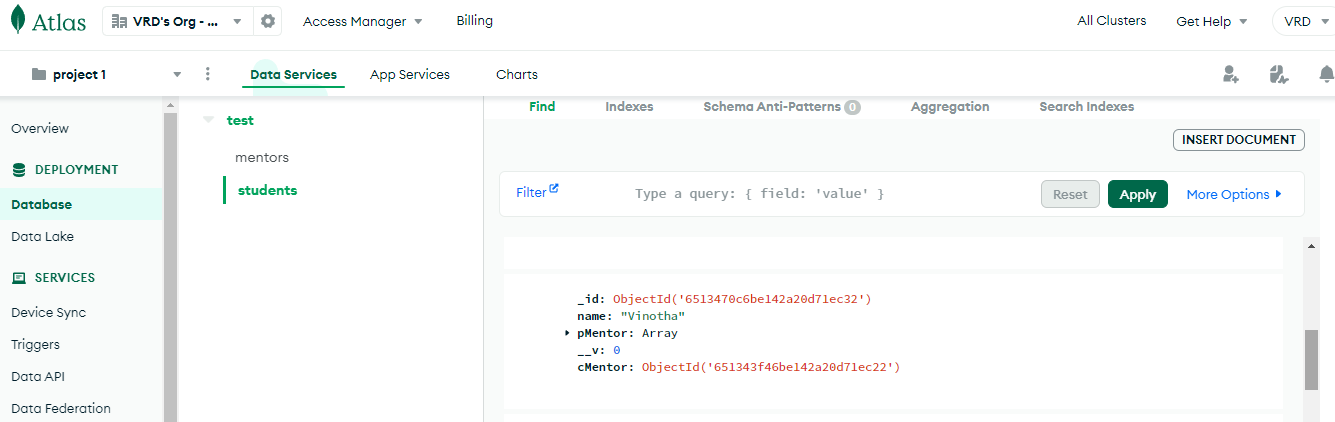 Atlas VRD's Org - ... Access Manager Billing All Clusters Get Help VRD
project 1 Data Services App Services Charts
Overview
DEPLOYMENT
Database
Data Lake
SERVICES
Device Sync
Triggers
Data API
Data Federation
test
mentors
students
Find Indexes Schema Anti-Patterns 0 Aggregation Search Indexes
INSERT DOCUMENT
Filter Type a query: { field: 'value' } Reset Apply More Options
_id: ObjectId('6513470c6be142a20d71ec32')
name: "Vinotha"
pMentor: Array
__v: 0
cMentor: ObjectId('651343f46be142a20d71ec22')